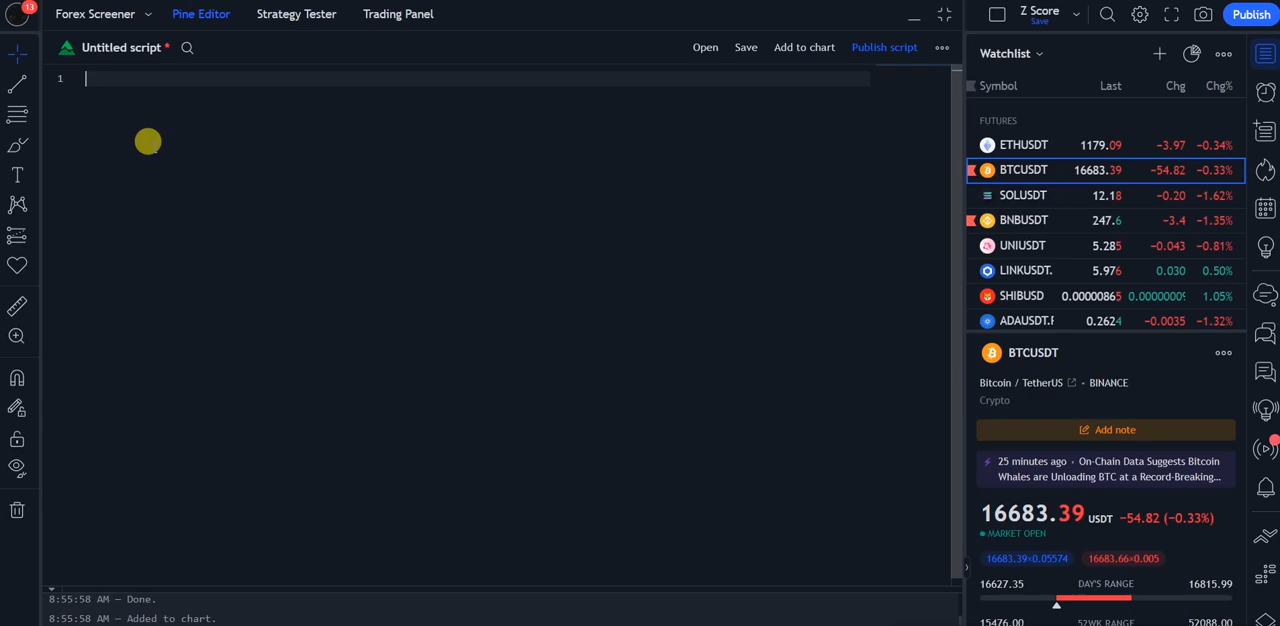 13
Forex Screener
Pine Editor
Strategy Tester
Trading Panel
Z Score
Save
Publish
Untitled script *
Open
Save
Add to chart
Publish script
1
Watchlist
Symbol Last Chg Chg%
FUTURES
ETHUSDT 1179.09 −3.97 −0.34%
BTCUSDT 16683.39 −54.82 −0.33%
SOLUSDT 12.18 −0.20 −1.62%
BNBUSDT 247.6 −3.4 −1.35%
UNIUSDT 5.285 −0.043 −0.81%
LINKUSDT. 5.976 0.030 0.50%
SHIBUSD 0.00000865 0.00000009 1.05%
ADAUSDT.F 0.2624 −0.0035 −1.32%
BTCUSDT
Bitcoin / TetherUS • BINANCE
Crypto
Add note
25 minutes ago • On-Chain Data Suggests Bitcoin
Whales are Unloading BTC at a Record-Breaking...
16683.39 USDT −54.82 (−0.33%)
MARKET OPEN
16683.39×0.05574 16683.66×0.005
16627.35 DAY'S RANGE 16815.99
15476.00 52WK RANGE 52088.00
8:55:58 AM — Done.
8:55:58 AM — Added to chart.